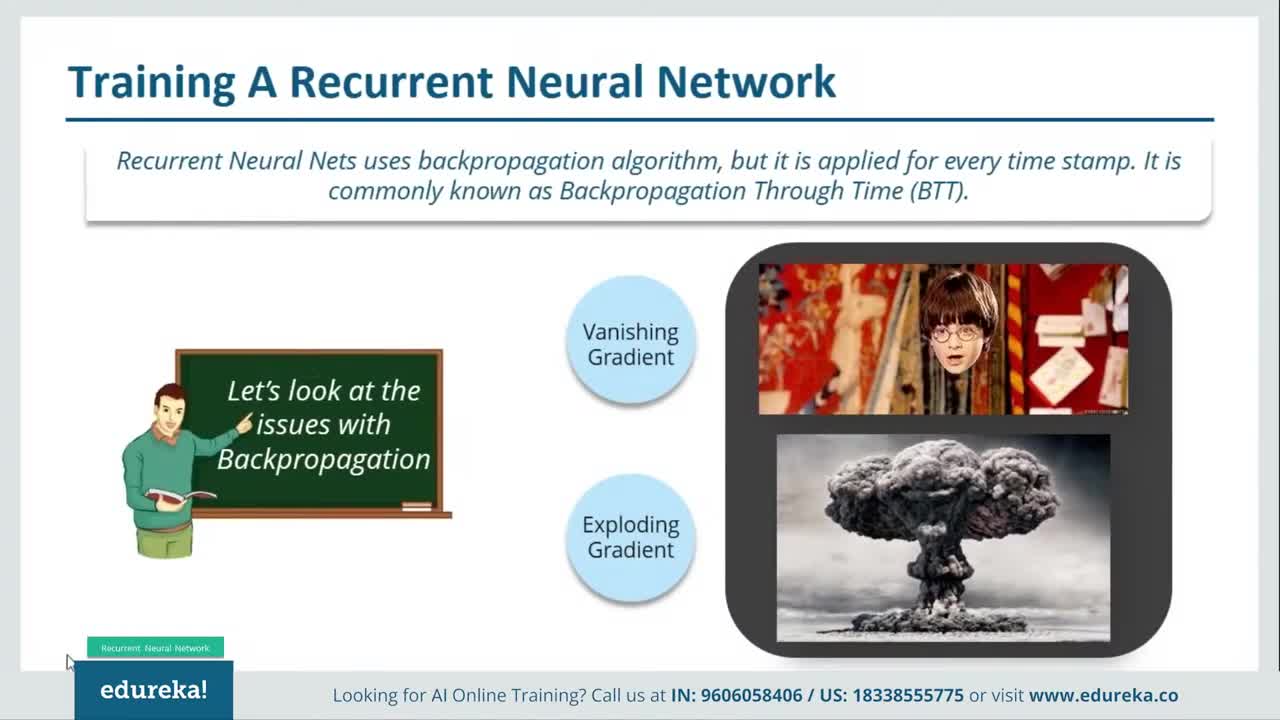 Training A Recurrent Neural Network
Recurrent Neural Nets uses backpropagation algorithm, but it is applied for every time stamp. It is
commonly known as Backpropagation Through Time (BTT).
Let's look at the
issues with
Backpropagation
Vanishing
Gradient
Exploding
Gradient
Recurrent Neural Network
edureka!
Looking for AI Online Training? Call us at IN: 9606058406 / US: 18338555775 or visit www.edureka.co